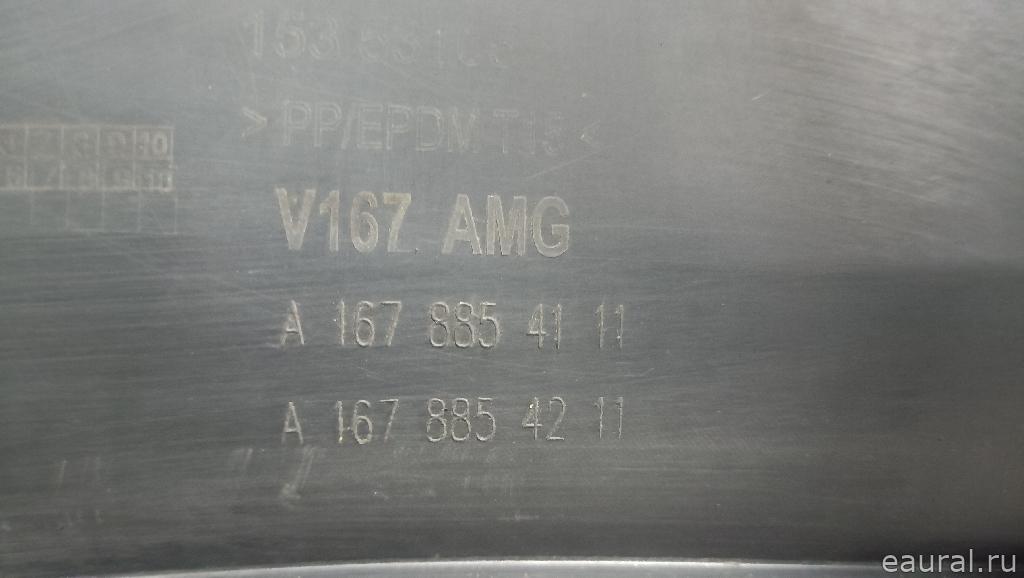 >PP/EPDM-T15<
V167 AMG
A 167 885 41 11
A 167 885 42 11
eaural.ru